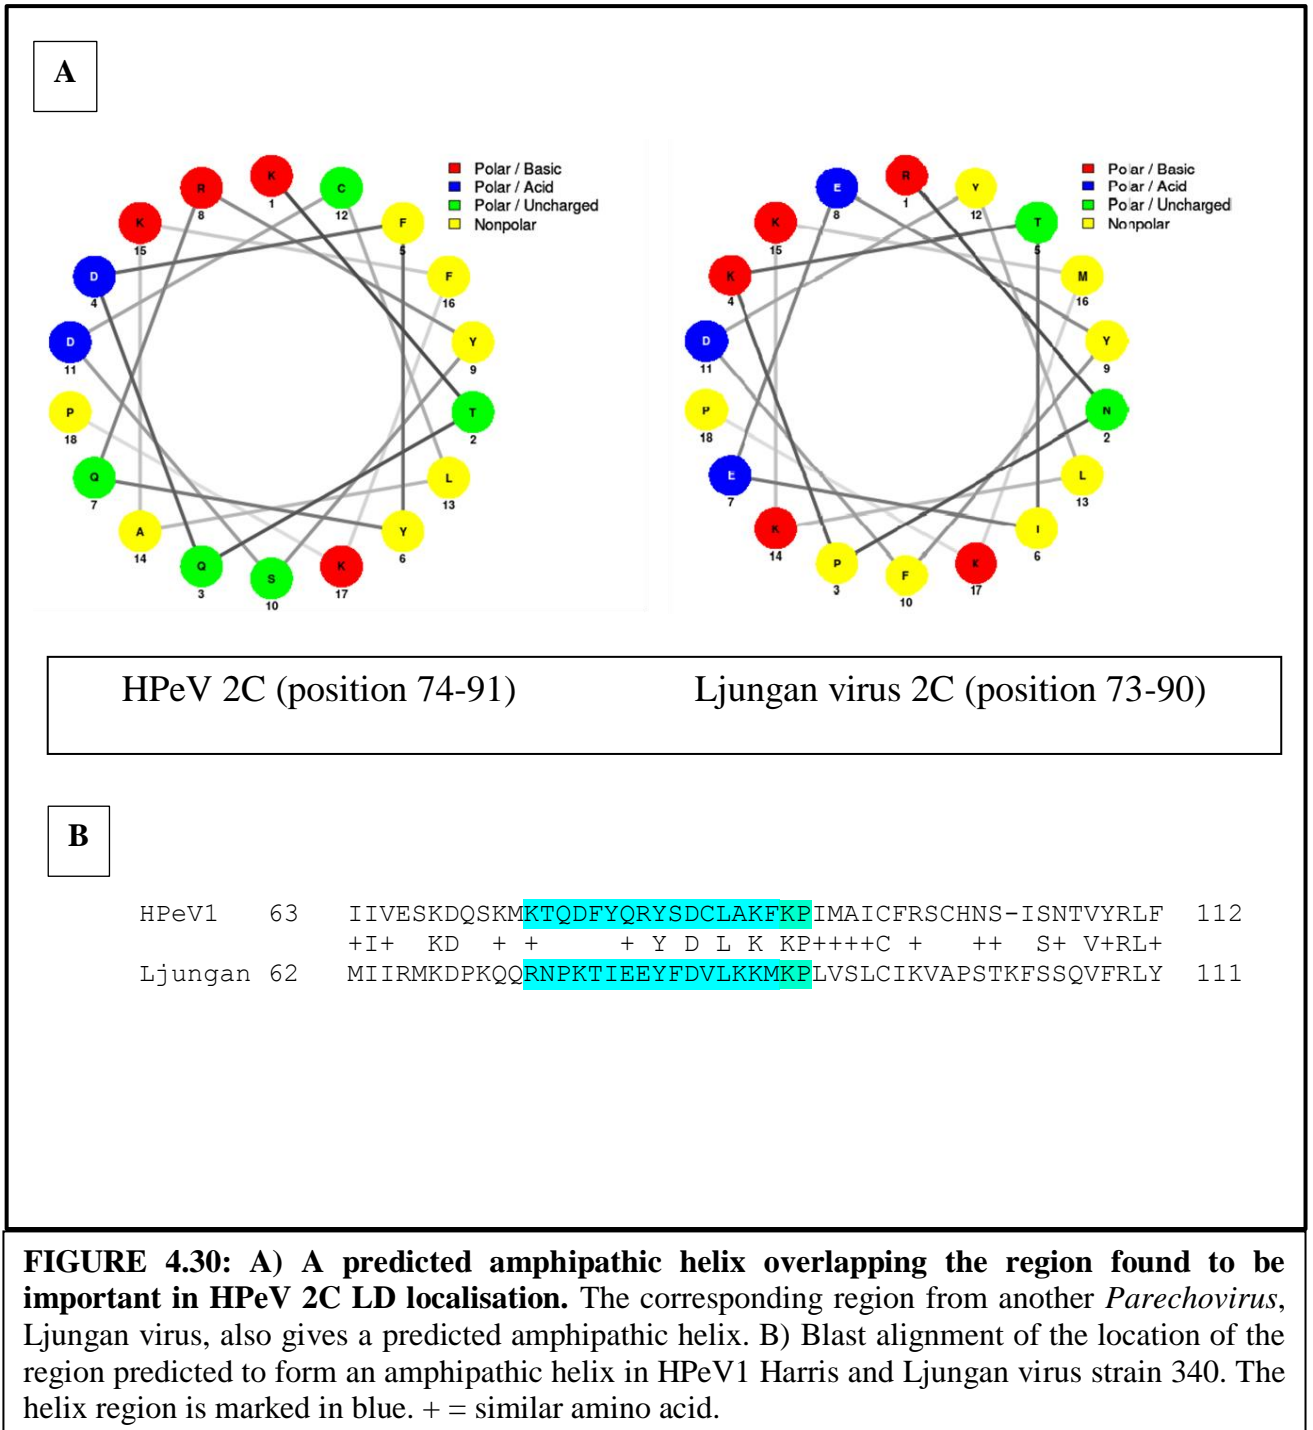 A
Polar / Basic
Polar / Acid
Polar / Uncharged
Nonpolar
K
1
C
12
F
5
F
16
Y
9
T
2
L
13
Y
6
K
17
S
10
Q
3
A
14
Q
7
P
18
D
11
D
4
K
15
R
8
Polar / Basic
Polar / Acid
Polar / Uncharged
Nonpolar
R
1
Y
12
T
5
M
16
Y
9
N
2
L
13
I
6
K
17
F
10
P
3
K
14
E
7
P
18
D
11
K
4
K
15
E
8
HPeV 2C (position 74-91) Ljungan virus 2C (position 73-90)
B
HPeV1 63 IIVESKDQSKMKTQDFYQRYSDCLAKFKPIMAICFRSCHNS-ISNTVYRLF 112
+I+  KD  + +     + Y D L K KP++++C +   ++  S+ V+RL+
Ljungan 62 MIIRMKDPKQQRNPKTIEEYFDVLKKMKPLVSLCIKVAPSTKFSSQVFRLY 111
FIGURE 4.30: A) A predicted amphipathic helix overlapping the region found to be
important in HPeV 2C LD localisation. The corresponding region from another Parechovirus,
Ljungan virus, also gives a predicted amphipathic helix. B) Blast alignment of the location of the
region predicted to form an amphipathic helix in HPeV1 Harris and Ljungan virus strain 340. The
helix region is marked in blue. + = similar amino acid.